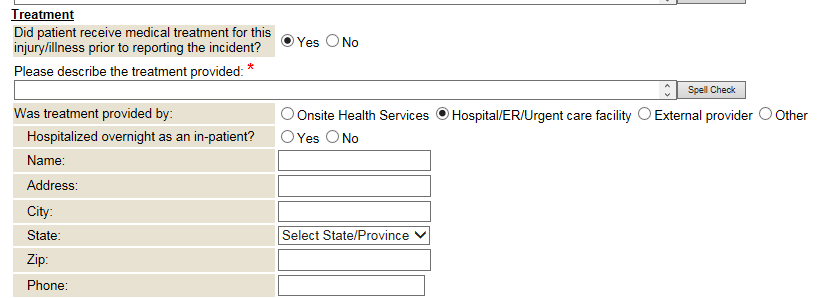 Treatment
Did patient receive medical treatment for this
injury/illness prior to reporting the incident?
Yes No
Please describe the treatment provided: *
Spell Check
Was treatment provided by:
Onsite Health Services Hospital/ER/Urgent care facility External provider Other
Hospitalized overnight as an in-patient?
Yes No
Name:
Address:
City:
State:
Select State/Province
Zip:
Phone: